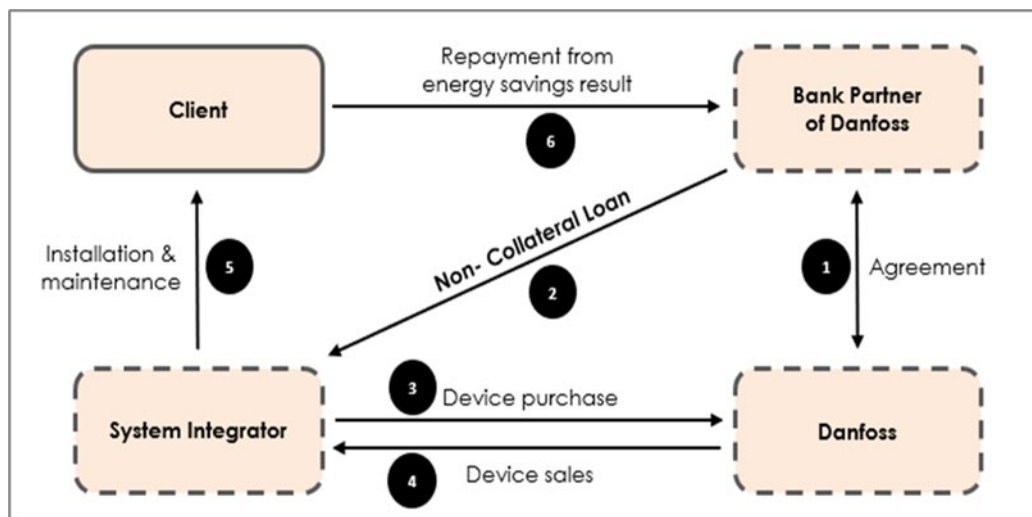 Client
Repayment from
energy savings result
6
Bank Partner
of Danfoss
Installation &
maintenance
5
Non- Collateral Loan
2
1
Agreement
System Integrator
3
Device purchase
Device sales
4
Danfoss